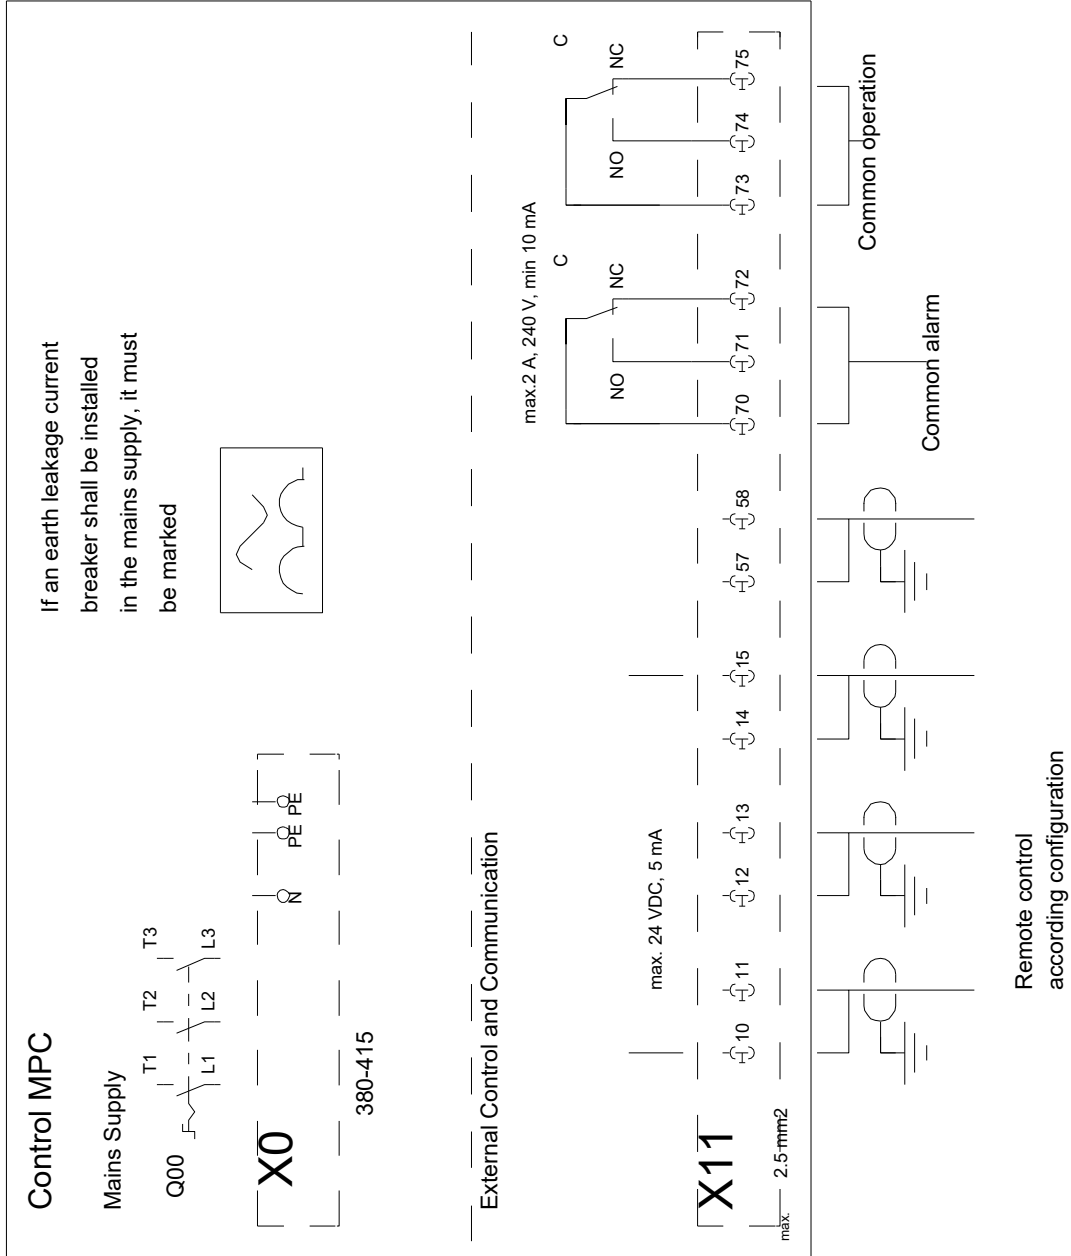 Control MPC
Mains Supply
Q00
T1 T2 T3
L1 L2 L3
X0
N PE PE
380-415
If an earth leakage current
breaker shall be installed
in the mains supply, it must
be marked
External Control and Communication
max.2 A, 240 V, min 10 mA
C C
NO NC NO NC
max. 24 VDC, 5 mA
X11
10 11 12 13 14 15 57 58 70 71 72 73 74 75
max. 2.5 mm2
Common operation
Common alarm
Remote control
according configuration